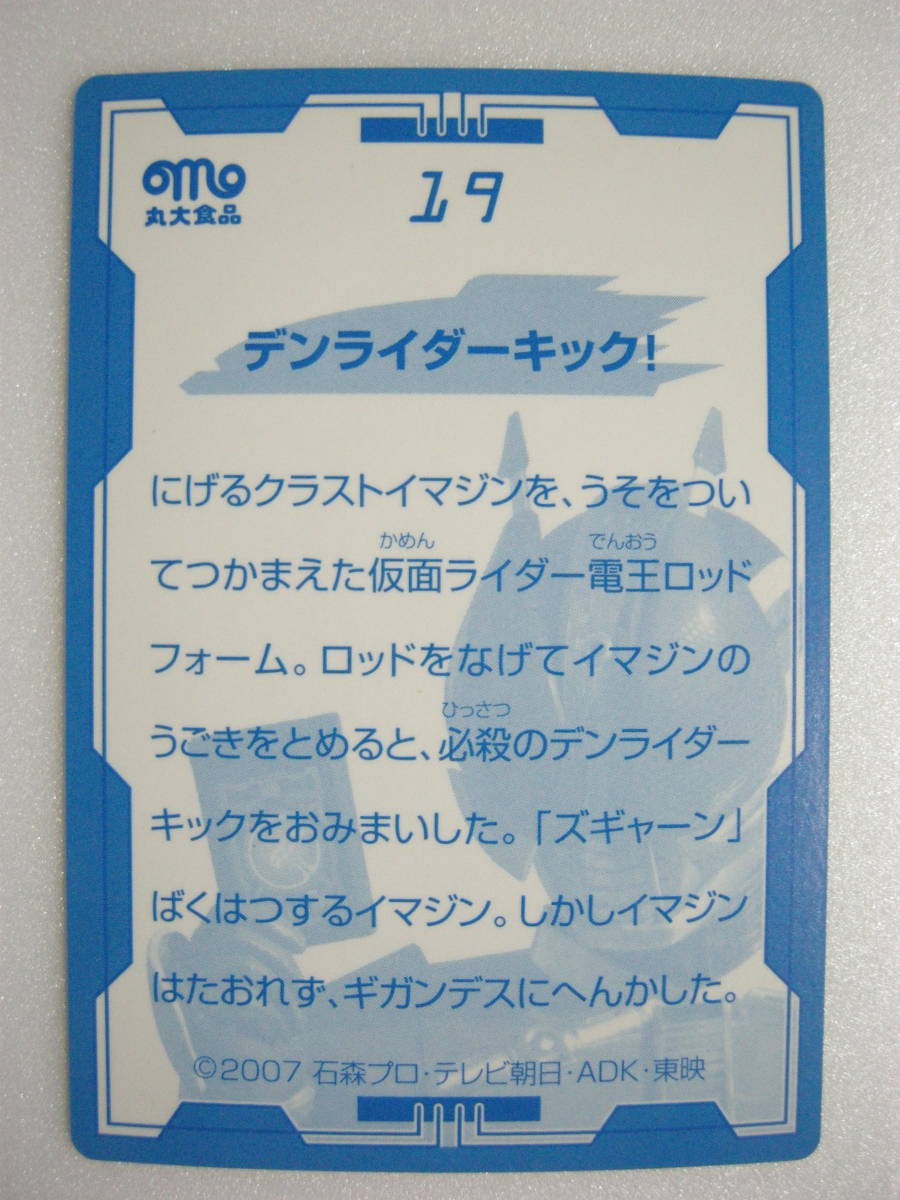 丸大食品
19
デンライダーキック!
にげるクラストイマジンを、うそをつい
かめん でんおう
てつかまえた仮面ライダー電王ロッド
フォーム。ロッドをなげてイマジンの
ひっさつ
うごきをとめると、必殺のデンライダー
キックをおみまいした。「ズギャーン」
ばくはつするイマジン。しかしイマジン
はたおれず、ギガンデスにへんかした。
©2007 石森プロ・テレビ朝日・ADK・東映